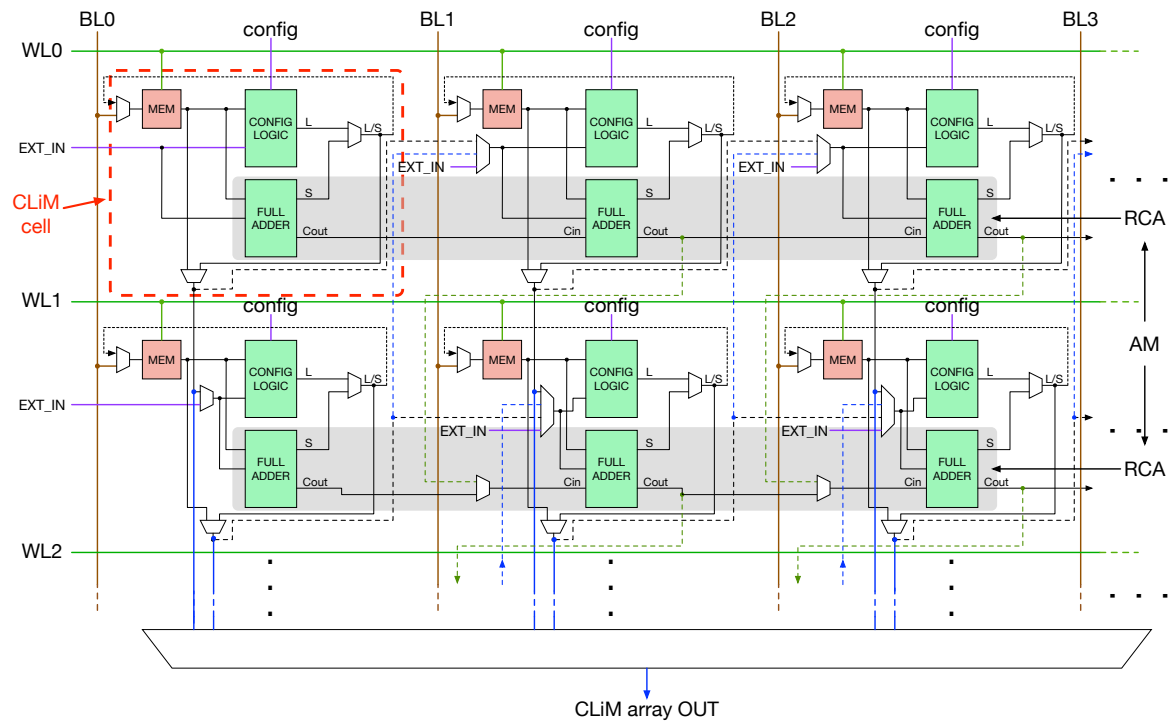 BL0
BL1
BL2
BL3
config
config
config
WL0
MEM
CONFIG
LOGIC
L
L/S
MEM
CONFIG
LOGIC
L
L/S
MEM
CONFIG
LOGIC
L
L/S
EXT_IN
EXT_IN
EXT_IN
. . .
CLiM
cell
FULL
ADDER
S
Cout
Cin
FULL
ADDER
S
Cout
Cin
FULL
ADDER
S
Cout
RCA
WL1
config
config
config
AM
MEM
CONFIG
LOGIC
L
L/S
MEM
CONFIG
LOGIC
L
L/S
MEM
CONFIG
LOGIC
L
L/S
EXT_IN
EXT_IN
EXT_IN
. . .
FULL
ADDER
S
Cout
Cin
FULL
ADDER
S
Cout
Cin
FULL
ADDER
S
Cout
RCA
WL2
. . .
CLiM array OUT